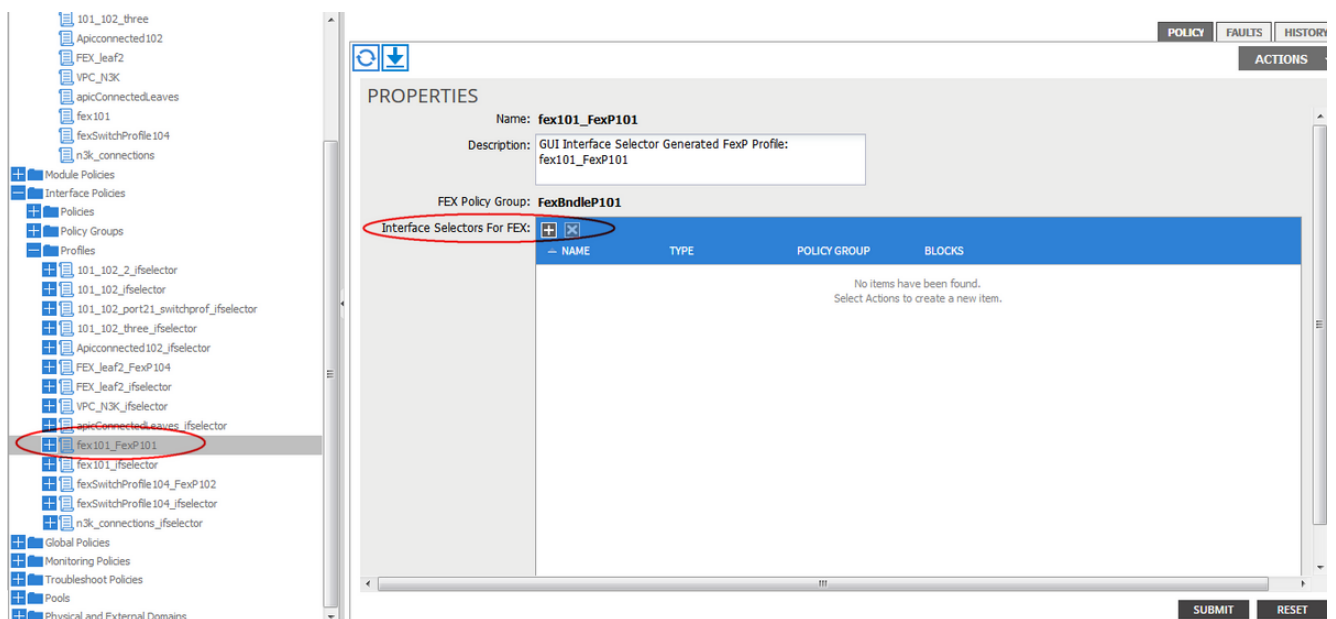 101_102_three
Apicconnected102
FEX_leaf2
VPC_N3K
apicConnectedLeaves
fex101
fexSwitchProfile104
n3k_connections
Module Policies
Interface Policies
Policies
Policy Groups
Profiles
101_102_2_ifselector
101_102_ifselector
101_102_port21_switchprof_ifselector
101_102_three_ifselector
Apicconnected102_ifselector
FEX_leaf2_FexP104
FEX_leaf2_ifselector
VPC_N3K_ifselector
apicConnectedLeaves_ifselector
fex101_FexP101
fex101_ifselector
fexSwitchProfile104_FexP102
fexSwitchProfile104_ifselector
n3k_connections_ifselector
Global Policies
Monitoring Policies
Troubleshoot Policies
Pools
Physical and External Domains
POLICY FAULTS HISTORY
ACTIONS
PROPERTIES
Name: fex101_FexP101
Description: GUI Interface Selector Generated FexP Profile:
fex101_FexP101
FEX Policy Group: FexBndleP101
Interface Selectors For FEX:
NAME TYPE POLICY GROUP BLOCKS
No items have been found.
Select Actions to create a new item.
SUBMIT RESET